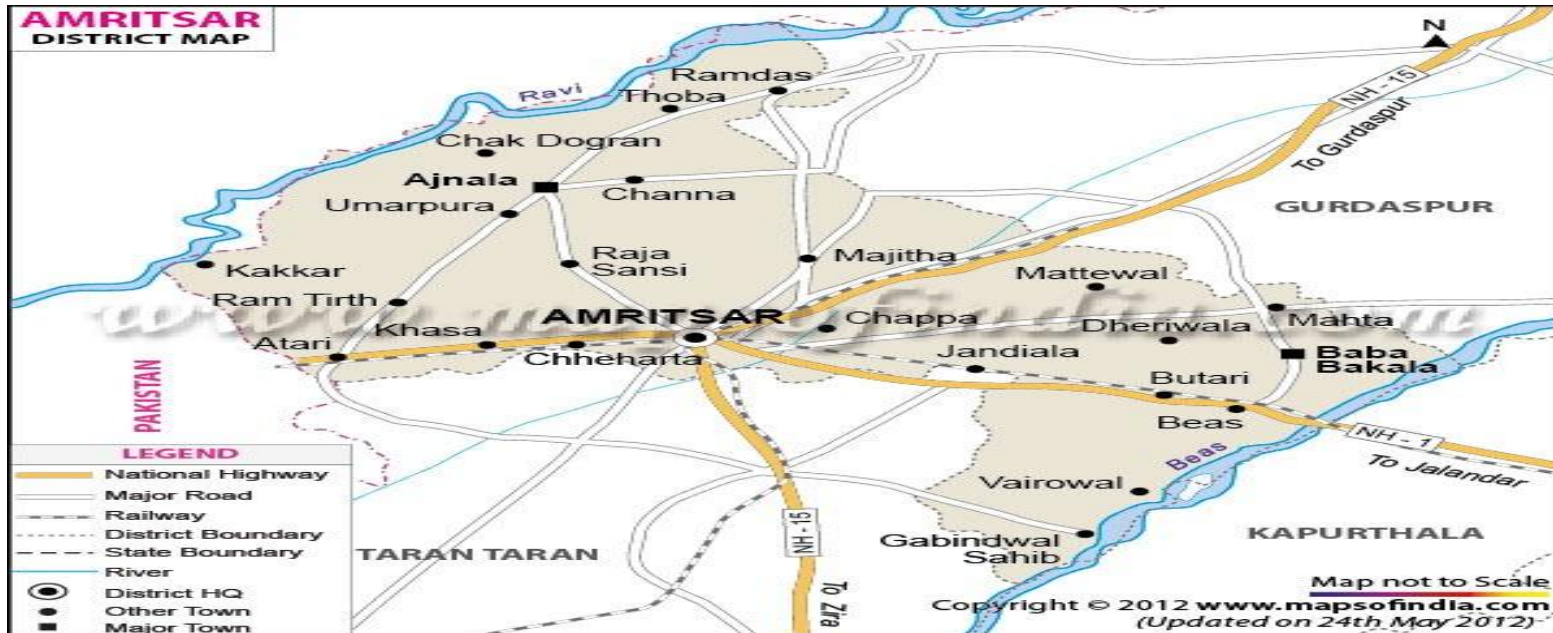 AMRITSAR
DISTRICT MAP
N
Ravi
Ramdas
Thoba
NH - 15
To Gurdaspur
Chak Dogran
Ajnala
Channa
Umarpura
GURDASPUR
Raja
Sansi
Majitha
Kakkar
Mattewal
Ram Tirth
AMRITSAR
Chappa
Mahta
Khasa
Dheriwala
Atari
Chheharta
Jandiala
Baba
Bakala
PAKISTAN
Butari
Beas
NH - 1
To Jalandar
Beas
Vairowal
Gabindwal
Sahib
KAPURTHALA
TARAN TARAN
NH - 15
To Zira
LEGEND
National Highway
Major Road
Railway
District Boundary
State Boundary
River
District HQ
Other Town
Major Town
Map not to Scale
Copyright © 2012 www.mapsofindia.com
(Updated on 24th May 2012)